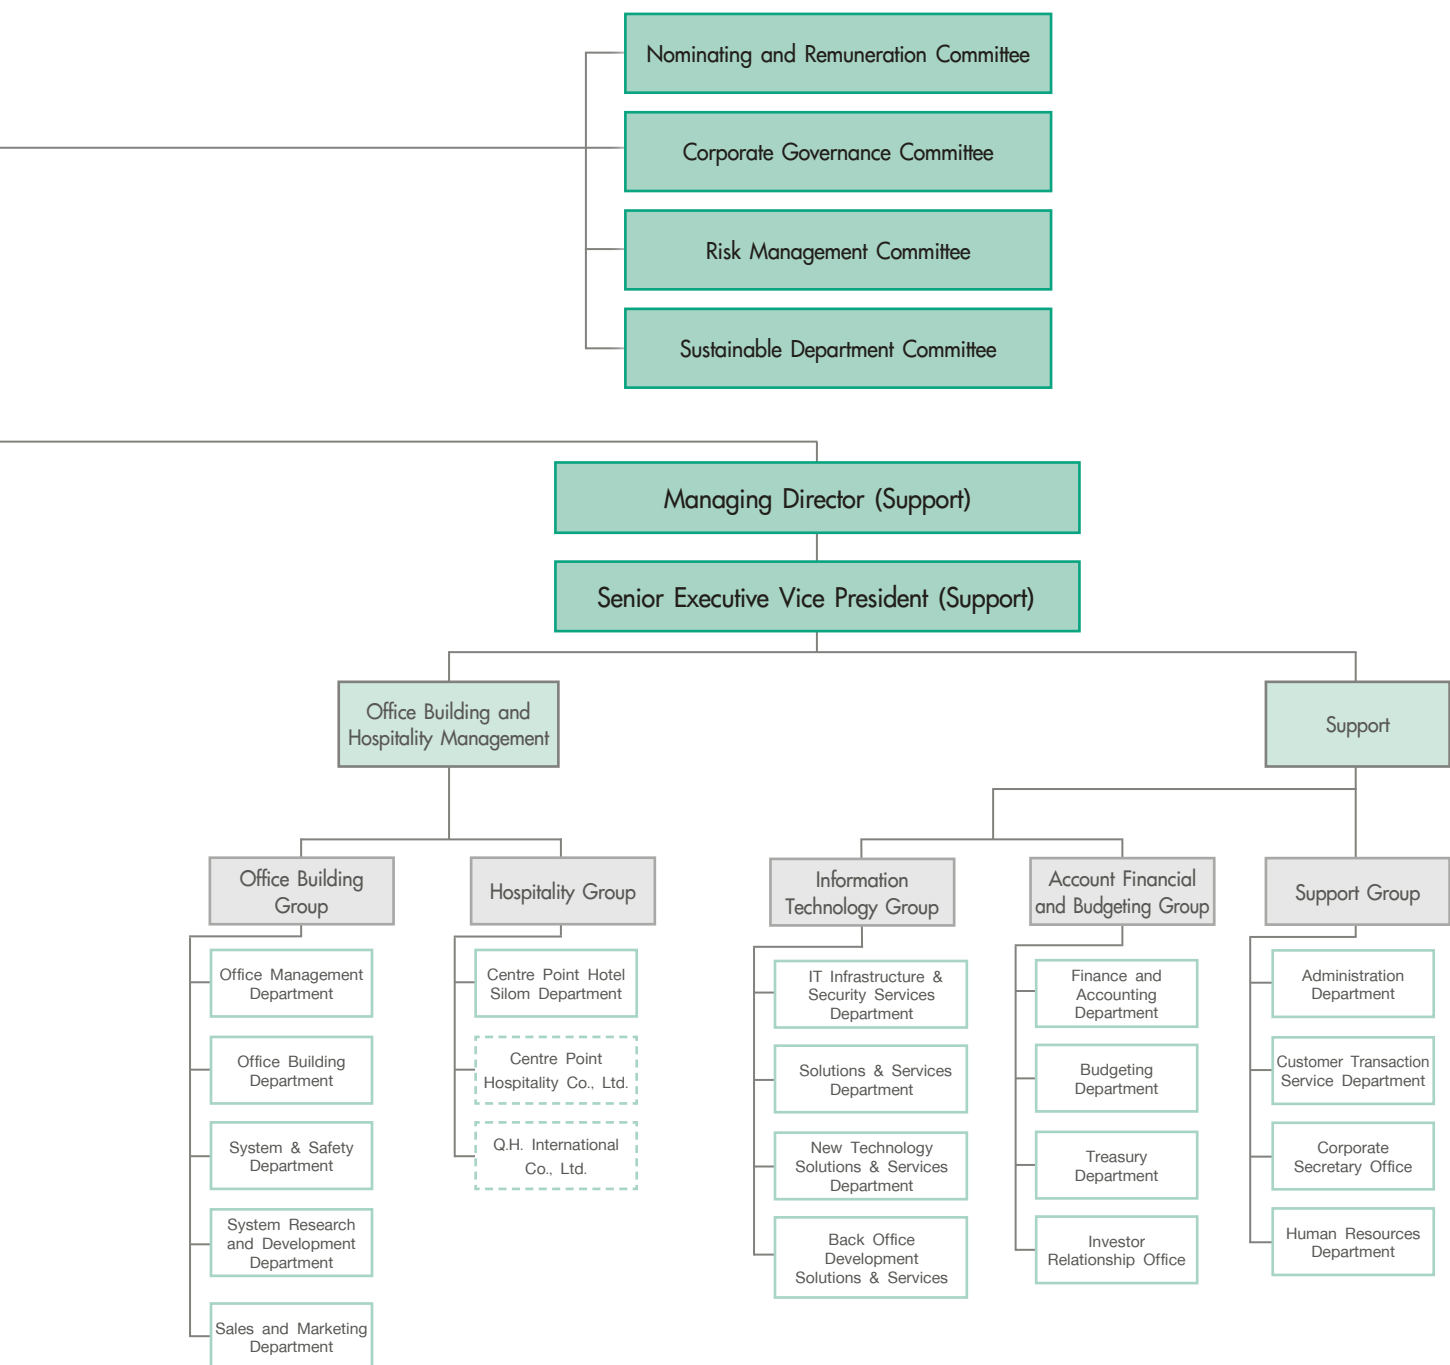 Nominating and Remuneration Committee
Corporate Governance Committee
Risk Management Committee
Sustainable Department Committee
Managing Director (Support)
Senior Executive Vice President (Support)
Office Building and
Hospitality Management
Support
Office Building
Group
Hospitality Group
Information
Technology Group
Account Financial
and Budgeting Group
Support Group
Office Management
Department
Office Building
Department
System & Safety
Department
System Research
and Development
Department
Sales and Marketing
Department
Centre Point Hotel
Silom Department
Centre Point
Hospitality Co., Ltd.
Q.H. International
Co., Ltd.
IT Infrastructure &
Security Services
Department
Solutions & Services
Department
New Technology
Solutions & Services
Department
Back Office
Development
Solutions & Services
Finance and
Accounting
Department
Budgeting
Department
Treasury
Department
Investor
Relationship Office
Administration
Department
Customer Transaction
Service Department
Corporate
Secretary Office
Human Resources
Department